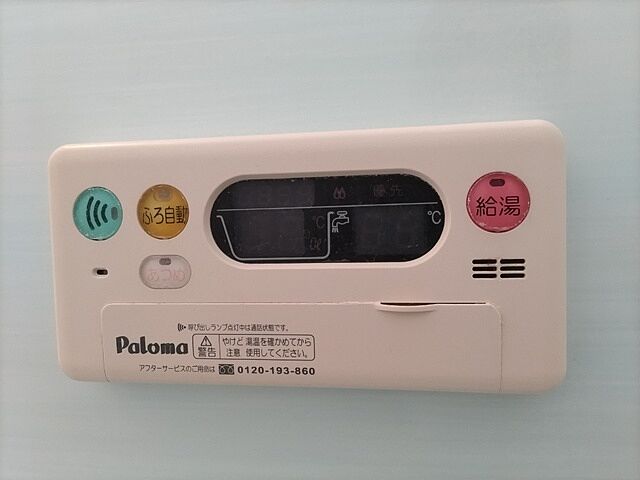 優先
ふろ自動
給湯
℃
℃
あつめ
呼び出しランプ点灯中は通話状態です。
Paloma
警告
やけど
注意
湯温を確かめてから
使用してください。
アフターサービスのご用命は 0120-193-860